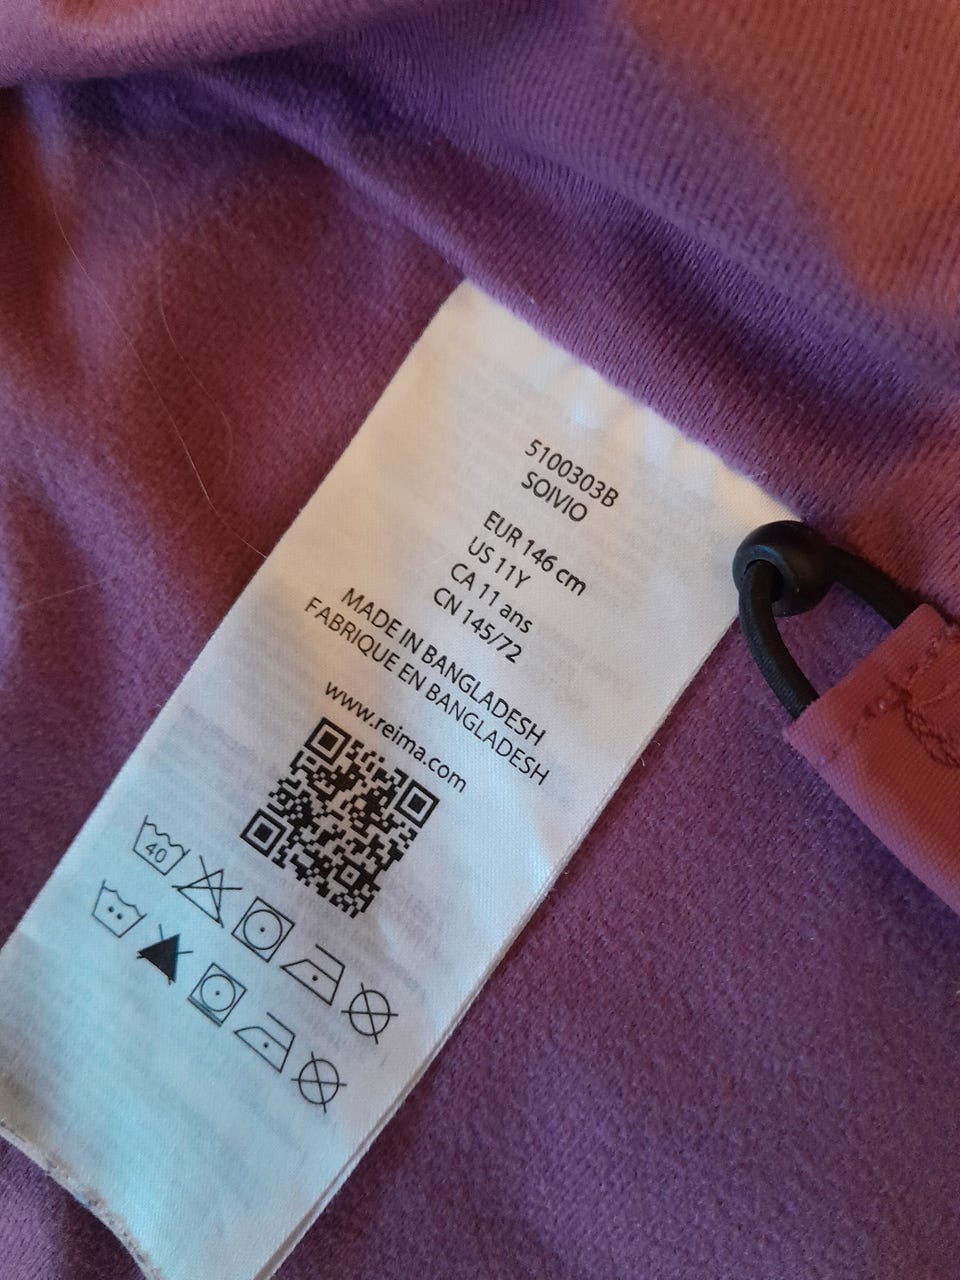 5100303B
SOIVIO
EUR 146 cm
US 11Y
CA 11 ans
CN 145/72
MADE IN BANGLADESH
FABRIQUE EN BANGLADESH
www.reima.com
40